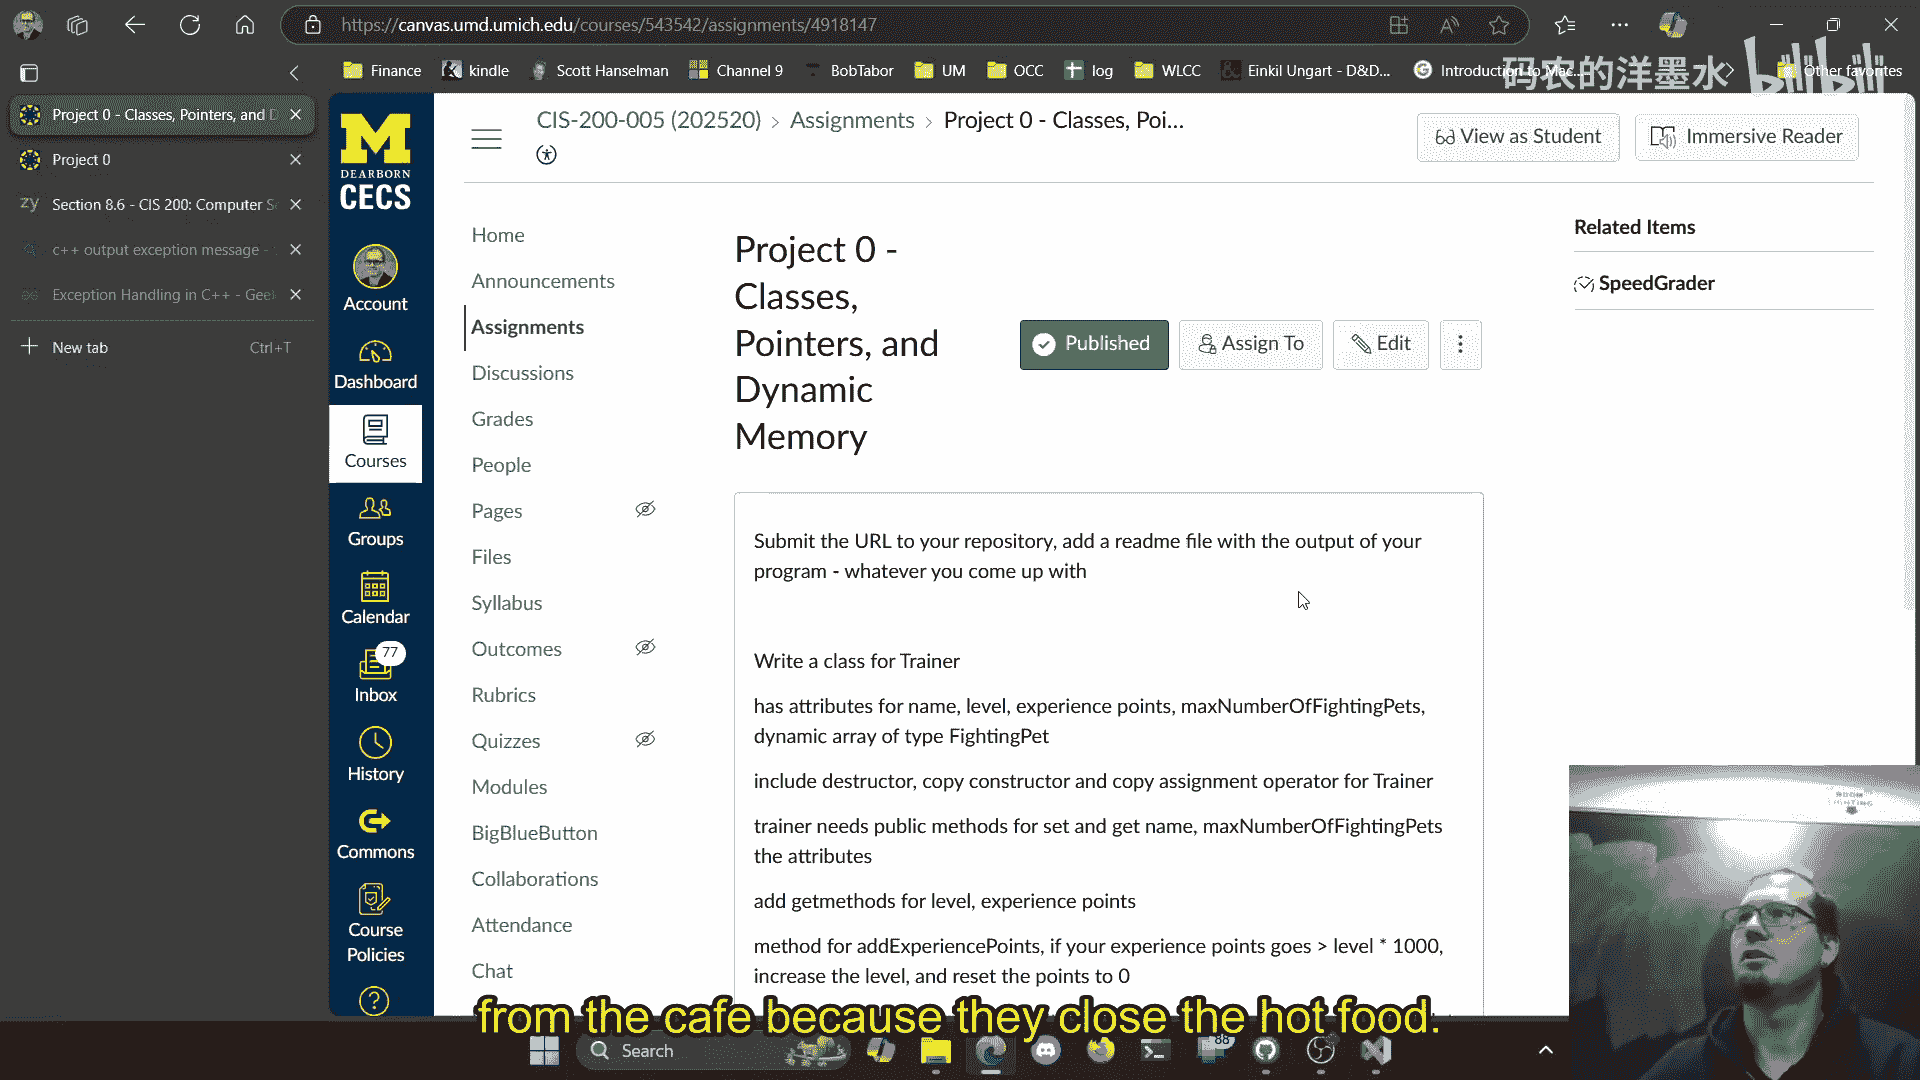 https://canvas.umd.umich.edu/courses/543542/assignments/4918147
Finance
kindle
Scott Hanselman
Channel 9
BobTabor
UM
OCC
log
WLCC
Einkil Ungart - D&D...
Introduction to Mac...
Other favorites
码农的洋墨水
bilibili
Project 0 - Classes, Pointers, and D
Project 0
zy Section 8.6 - CIS 200: Computer Sc
c++ output exception message -
Exception Handling in C++ - Geek
New tab
Ctrl+T
M
DEARBORN
CECS
Account
Dashboard
Courses
Groups
Calendar
77
Inbox
History
Commons
Course
Policies
CIS-200-005 (202520) > Assignments > Project 0 - Classes, Poi...
View as Student
Immersive Reader
Home
Announcements
Assignments
Discussions
Grades
People
Pages
Files
Syllabus
Outcomes
Rubrics
Quizzes
Modules
BigBlueButton
Collaborations
Attendance
Chat
Project 0 -
Classes,
Pointers, and
Dynamic
Memory
Published
Assign To
Edit
Related Items
SpeedGrader
Submit the URL to your repository, add a readme file with the output of your
program - whatever you come up with
Write a class for Trainer
has attributes for name, level, experience points, maxNumberOfFightingPets,
dynamic array of type FightingPet
include destructor, copy constructor and copy assignment operator for Trainer
trainer needs public methods for set and get name, maxNumberOfFightingPets
the attributes
add getmethods for level, experience points
method for addExperiencePoints, if your experience points goes > level * 1000,
increase the level, and reset the points to 0
from the cafe because they close the hot food.
Search
88